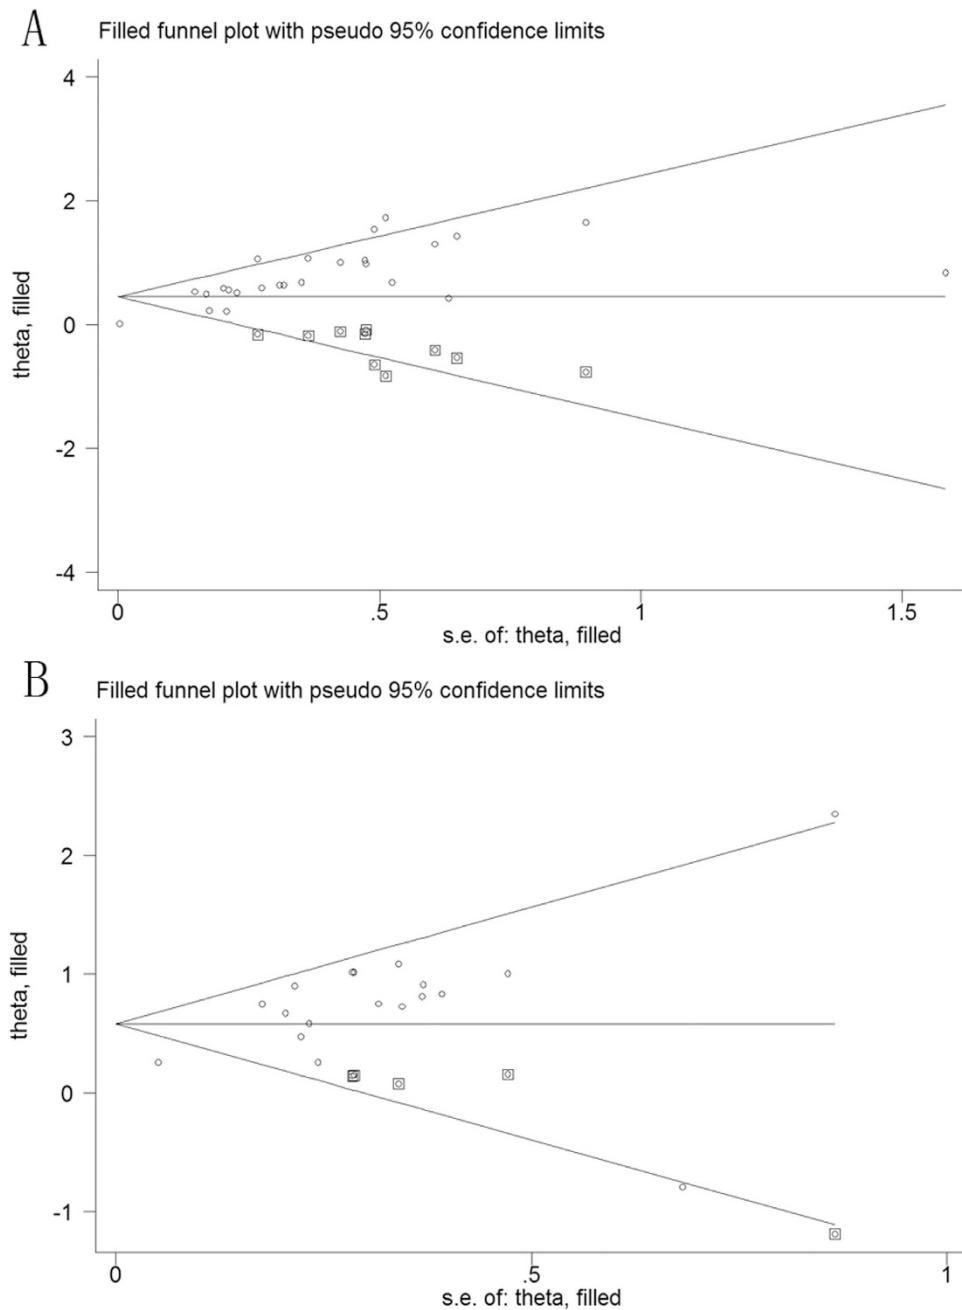 A
Filled funnel plot with pseudo 95% confidence limits
4
2
0
-2
-4
theta, filled
0 .5 1 1.5
s.e. of: theta, filled
B
Filled funnel plot with pseudo 95% confidence limits
3
2
1
0
-1
theta, filled
0 .5 1
s.e. of: theta, filled